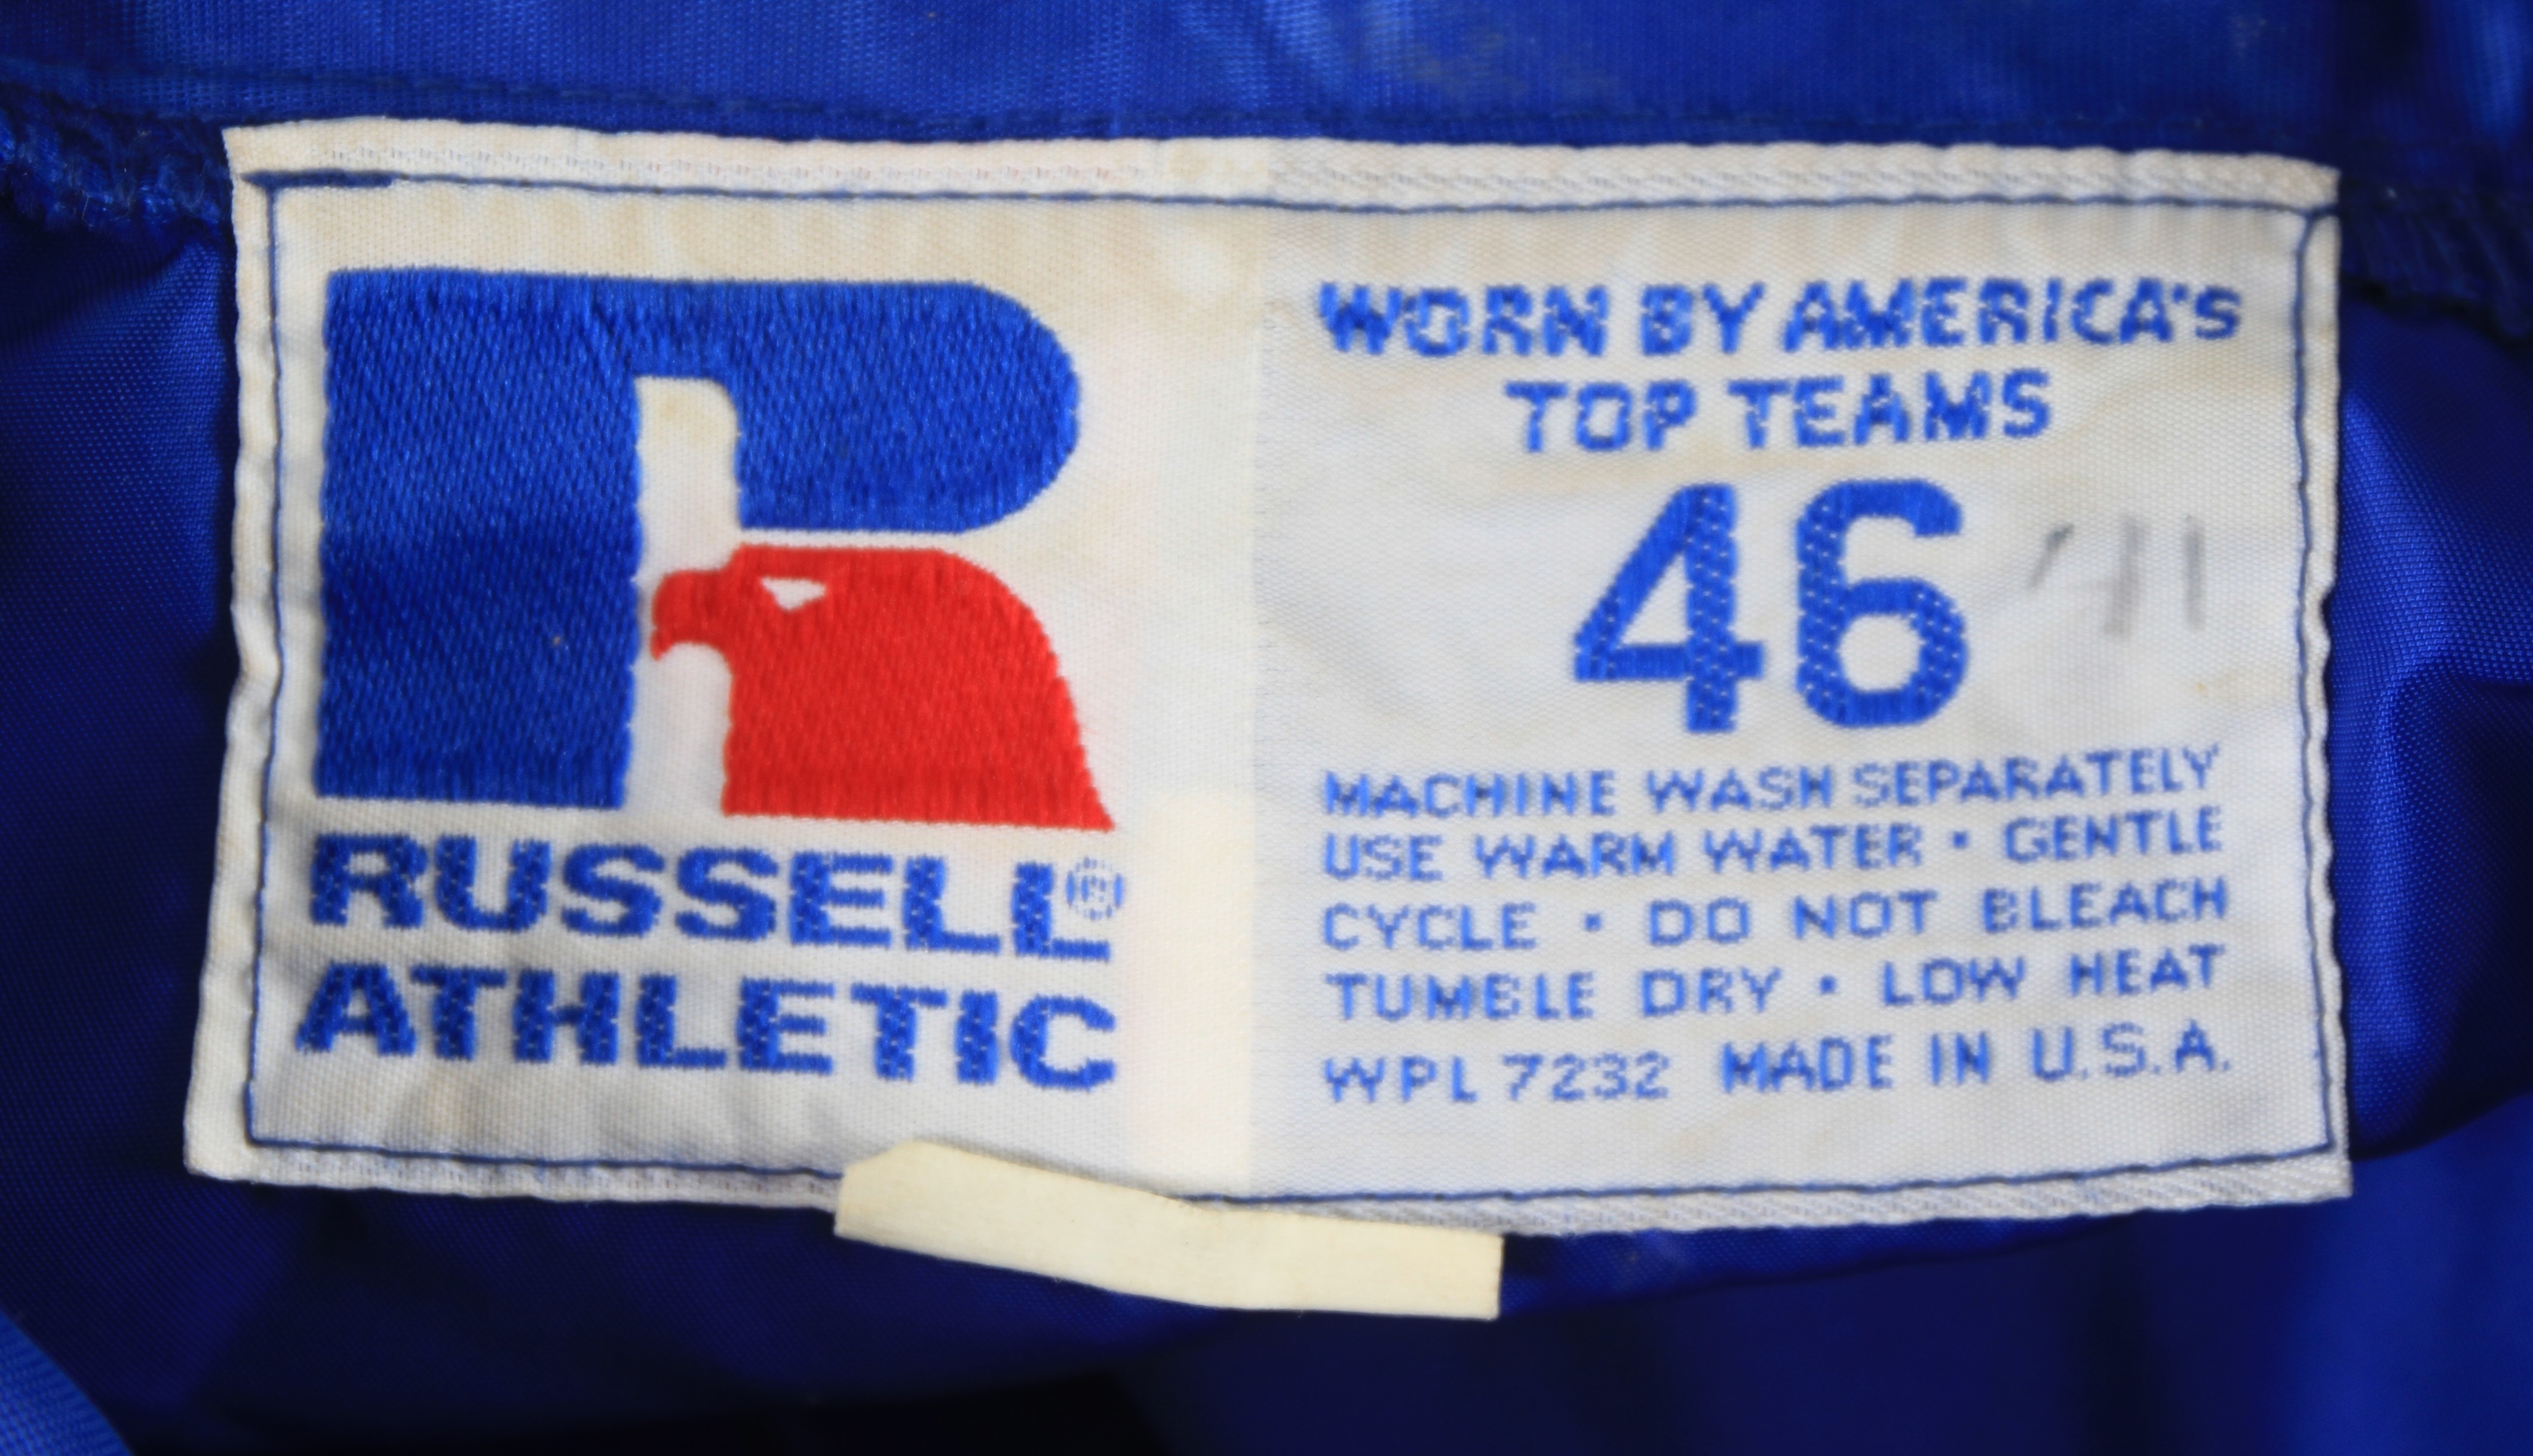 RUSSELL®
ATHLETIC
WORN BY AMERICA'S
TOP TEAMS
46
MACHINE WASH SEPARATELY
USE WARM WATER • GENTLE
CYCLE • DO NOT BLEACH
TUMBLE DRY • LOW HEAT
WPL 7232 MADE IN U.S.A.